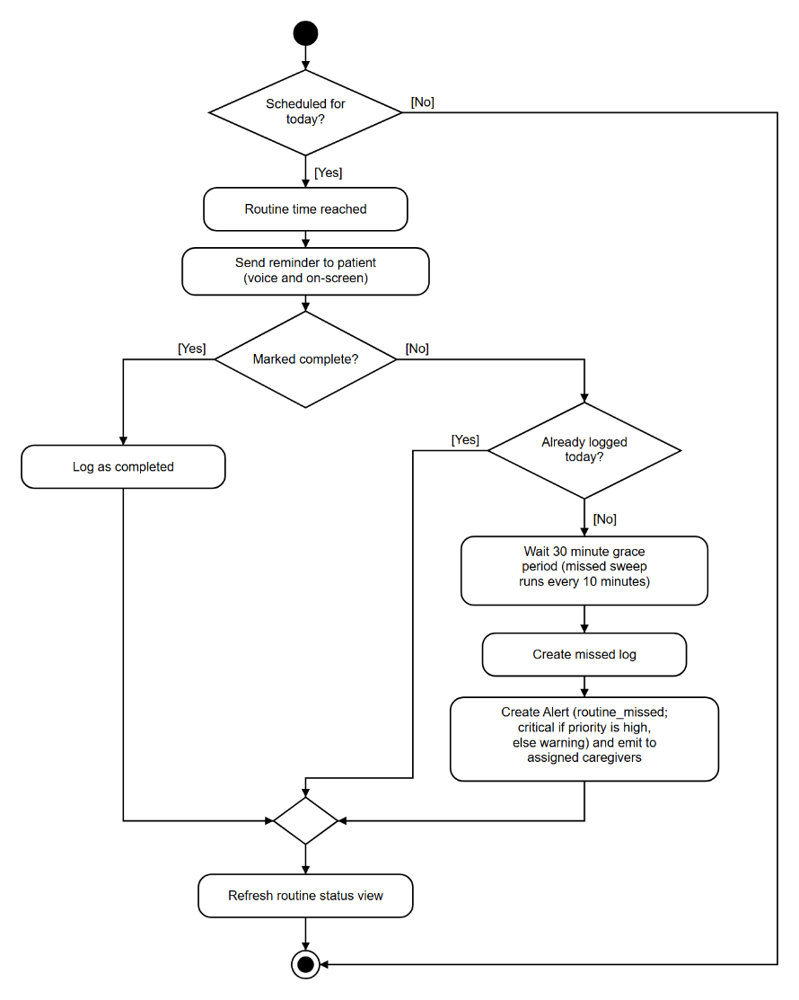 Scheduled for
today?
[No]
[Yes]
Routine time reached
Send reminder to patient
(voice and on-screen)
[Yes]
Marked complete?
[No]
Log as completed
[Yes]
Already logged
today?
[No]
Wait 30 minute grace
period (missed sweep
runs every 10 minutes)
Create missed log
Create Alert (routine_missed;
critical if priority is high,
else warning) and emit to
assigned caregivers
Refresh routine status view